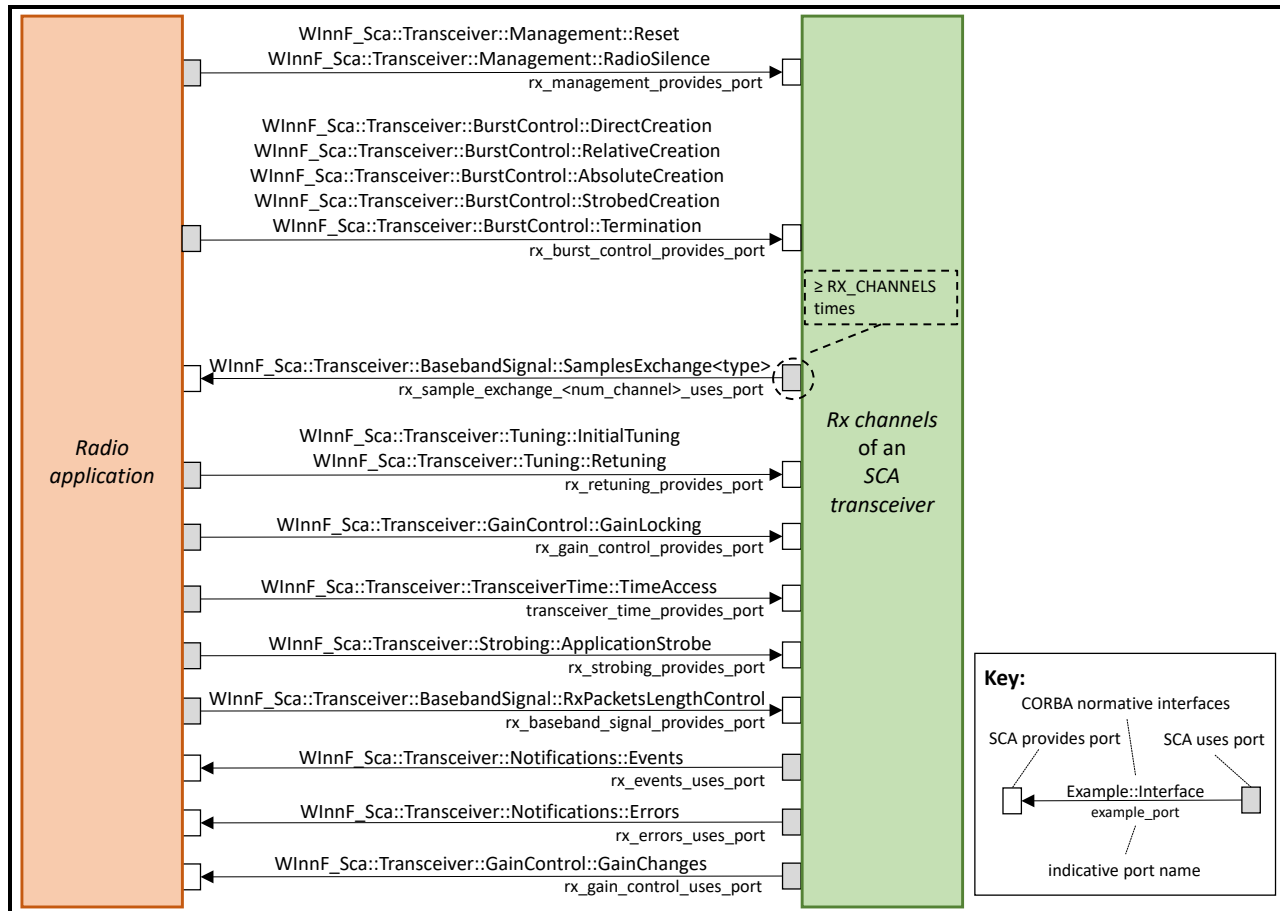 WInnF_Sca::Transceiver::Management::Reset
WInnF_Sca::Transceiver::Management::RadioSilence
rx_management_provides_port
WInnF_Sca::Transceiver::BurstControl::DirectCreation
WInnF_Sca::Transceiver::BurstControl::RelativeCreation
WInnF_Sca::Transceiver::BurstControl::AbsoluteCreation
WInnF_Sca::Transceiver::BurstControl::StrobedCreation
WInnF_Sca::Transceiver::BurstControl::Termination
rx_burst_control_provides_port
≥ RX_CHANNELS
times
WInnF_Sca::Transceiver::BasebandSignal::SamplesExchange<type>
rx_sample_exchange_<num_channel>_uses_port
Radio
application
Rx channels
of an
SCA
transceiver
WInnF_Sca::Transceiver::Tuning::InitialTuning
WInnF_Sca::Transceiver::Tuning::Retuning
rx_retuning_provides_port
WInnF_Sca::Transceiver::GainControl::GainLocking
rx_gain_control_provides_port
WInnF_Sca::Transceiver::TransceiverTime::TimeAccess
transceiver_time_provides_port
WInnF_Sca::Transceiver::Strobing::ApplicationStrobe
rx_strobing_provides_port
WInnF_Sca::Transceiver::BasebandSignal::RxPacketsLengthControl
rx_baseband_signal_provides_port
WInnF_Sca::Transceiver::Notifications::Events
rx_events_uses_port
WInnF_Sca::Transceiver::Notifications::Errors
rx_errors_uses_port
WInnF_Sca::Transceiver::GainControl::GainChanges
rx_gain_control_uses_port
Key:
CORBA normative interfaces
SCA provides port
SCA uses port
Example::Interface
example_port
indicative port name